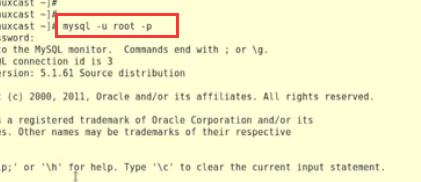 uxcast ~]#
uxcast ~]#
uxcast ~]# mysql -u root -p
sword:
to the MySQL monitor.  Commands end with ; or \g.
QL connection id is 3
ersion: 5.1.61 Source distribution
(c) 2000, 2011, Oracle and/or its affiliates. All rights reserved.
s a registered trademark of Oracle Corporation and/or its
es. Other names may be trademarks of their respective
lp;' or '\h' for help. Type '\c' to clear the current input statement.